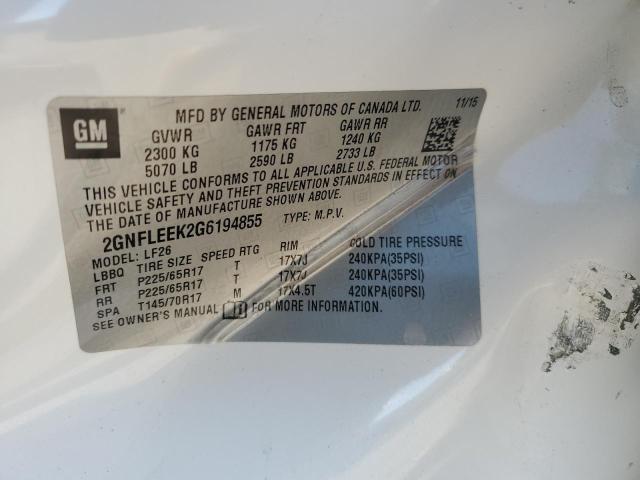 GM
MFD BY GENERAL MOTORS OF CANADA LTD. 11/15
GVWR GAWR FRT GAWR RR
2300 KG 1175 KG 1240 KG
5070 LB 2590 LB 2733 LB
THIS VEHICLE CONFORMS TO ALL APPLICABLE U.S. FEDERAL MOTOR
VEHICLE SAFETY AND THEFT PREVENTION STANDARDS IN EFFECT ON
THE DATE OF MANUFACTURE SHOWN ABOVE.
2GNFLEEK2G6194855 TYPE: M.P.V.
MODEL: LF26
LBBQ TIRE SIZE SPEED RTG RIM COLD TIRE PRESSURE
FRT P225/65R17 T 17X7J 240KPA(35PSI)
RR P225/65R17 T 17X7J 240KPA(35PSI)
SPA T145/70R17 M 17X4.5T 420KPA(60PSI)
SEE OWNER'S MANUAL FOR MORE INFORMATION.